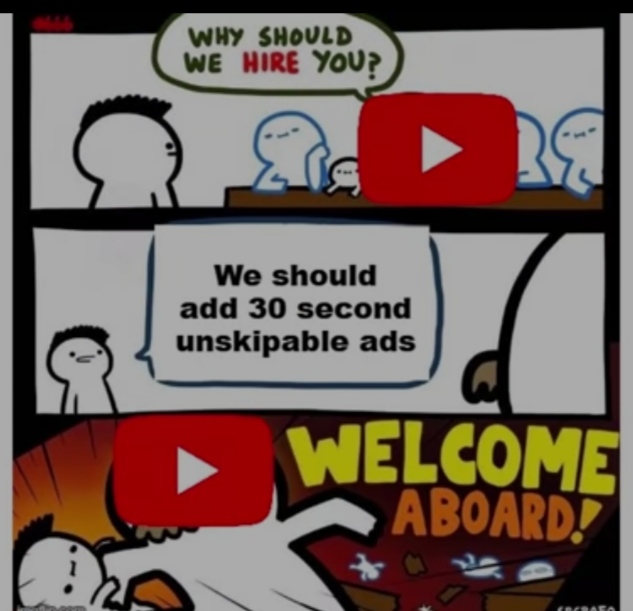 WHY SHOULD
WE HIRE YOU?
We should
add 30 second
unskipable ads
WELCOME
ABOARD!